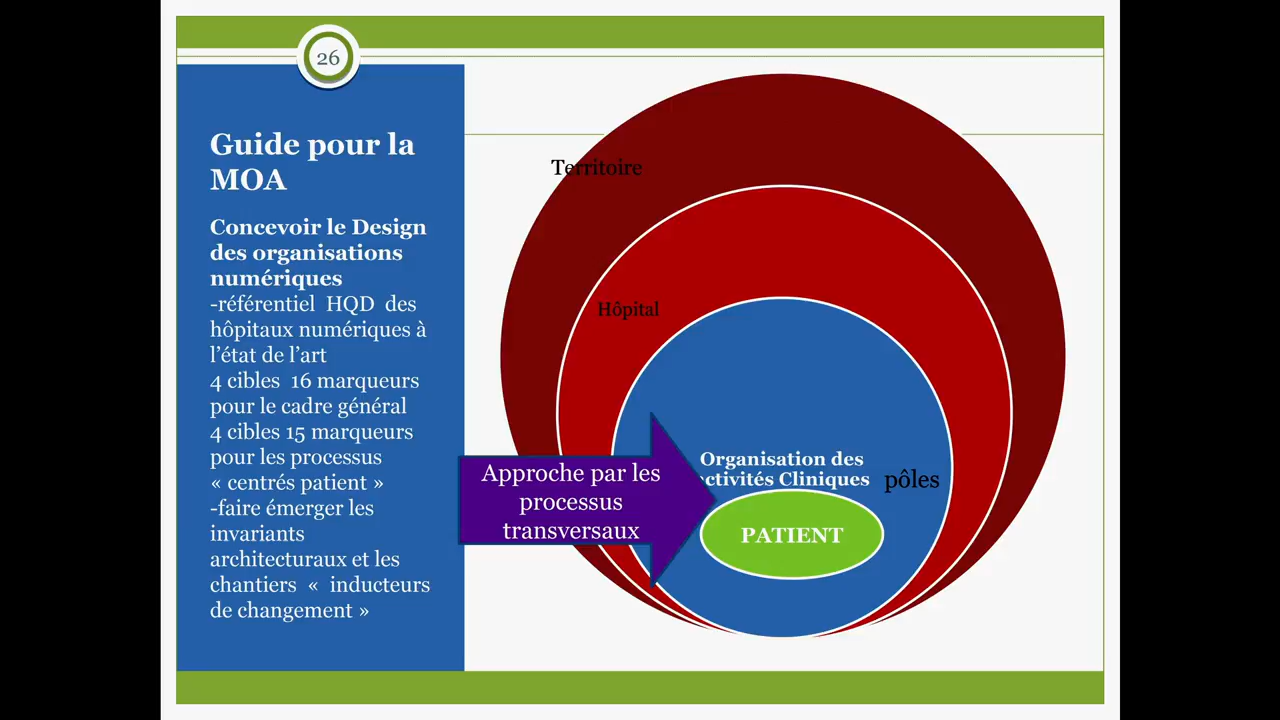 26
Guide pour la
MOA
Concevoir le Design
des organisations
numériques
-référentiel HQD des
hôpitaux numériques à
l’état de l’art
4 cibles 16 marqueurs
pour le cadre général
4 cibles 15 marqueurs
pour les processus
« centrés patient »
-faire émerger les
invariants
architecturaux et les
chantiers « inducteurs
de changement »
Territoire
Hôpital
Approche par les
processus
transversaux
Organisation des
activités Cliniques
pôles
PATIENT